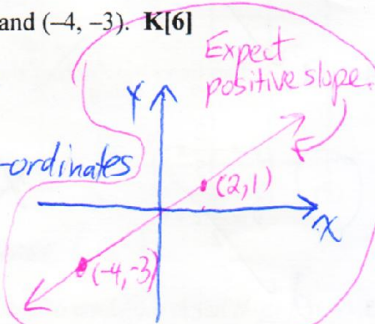 and (–4, –3). K[6]
Expect
positive slope.
Y
-ordinates
(2,1)
X
(-4,-3)